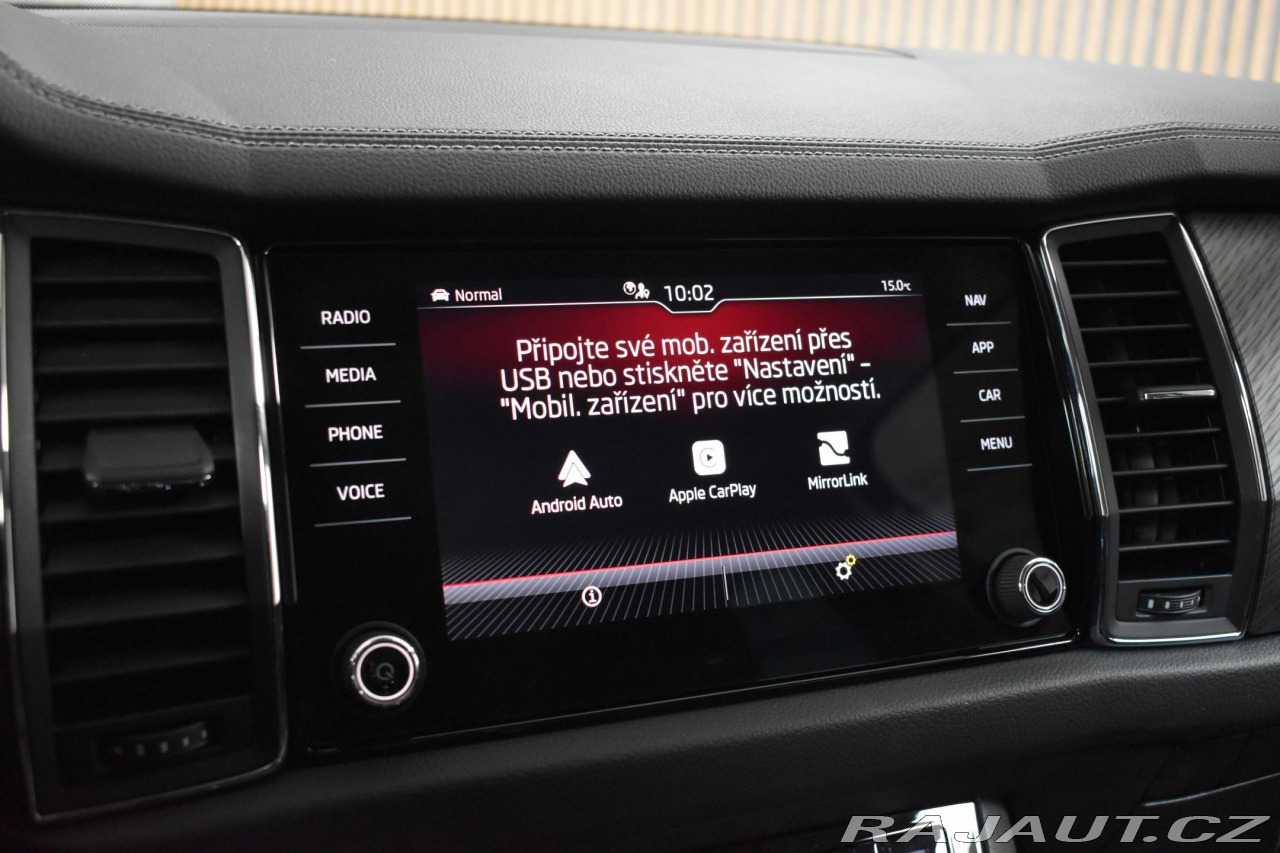 Normal
10:02
15.0°C
RADIO
MEDIA
PHONE
VOICE
Připojte své mob. zařízení přes
USB nebo stiskněte "Nastavení" –
"Mobil. zařízení" pro více možností.
Android Auto
Apple CarPlay
MirrorLink
NAV
APP
CAR
MENU
RAJAUT.CZ